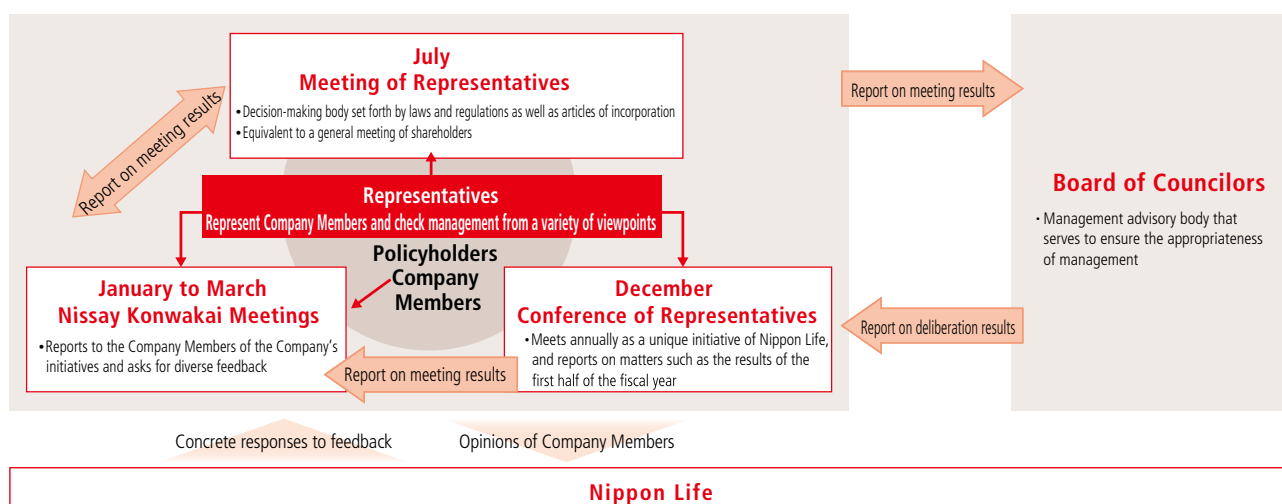 July
Meeting of Representatives
• Decision-making body set forth by laws and regulations as well as articles of incorporation
• Equivalent to a general meeting of shareholders
Report on meeting results
Report on meeting results
Representatives
Represent Company Members and check management from a variety of viewpoints
Policyholders
Company
Members
January to March
Nissay Konwakai Meetings
• Reports to the Company Members of the Company's
initiatives and asks for diverse feedback
Report on meeting results
December
Conference of Representatives
• Meets annually as a unique initiative of Nippon Life,
and reports on matters such as the results of the
first half of the fiscal year
Board of Councilors
• Management advisory body that
serves to ensure the appropriateness
of management
Report on deliberation results
Concrete responses to feedback
Opinions of Company Members
Nippon Life